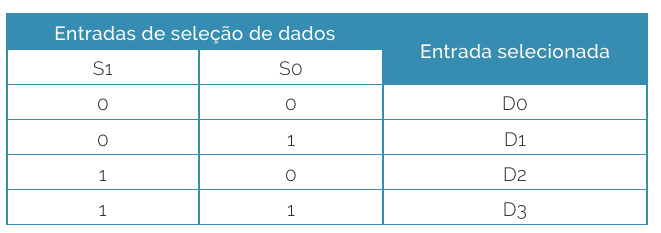 Entradas de seleção de dados
Entrada selecionada
S1 S0
0 0 D0
0 1 D1
1 0 D2
1 1 D3